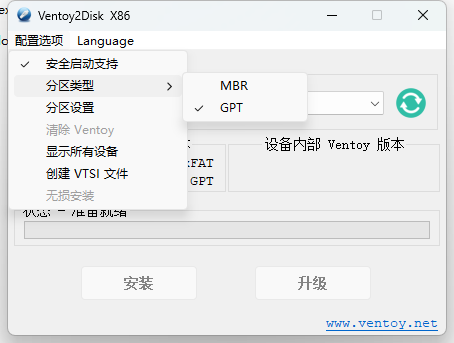 Ventoy2Disk X86
配置选项 Language
安全启动支持
分区类型
MBR
GPT
分区设置
清除 Ventoy
显示所有设备
创建 VTSI 文件
无损安装
设备内部 Ventoy 版本
FAT
GPT
状态 - 准备就绪
安装 升级
www.ventoy.net